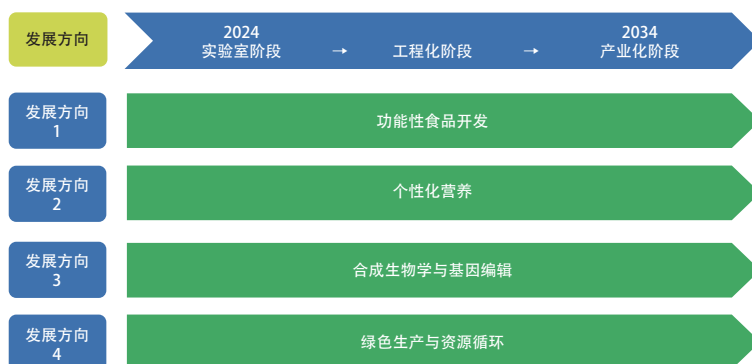 发展方向
2024
实验室阶段 → 工程化阶段 → 2034
产业化阶段
发展方向
1
功能性食品开发
发展方向
2
个性化营养
发展方向
3
合成生物学与基因编辑
发展方向
4
绿色生产与资源循环